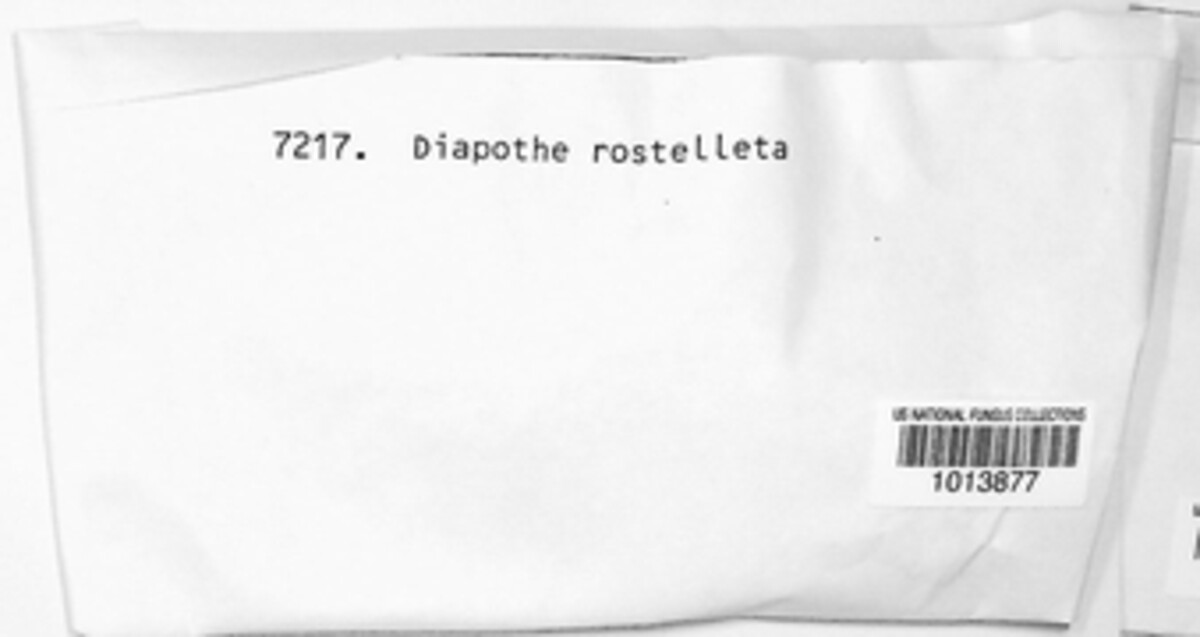 7217. Diapothe rostelleta
US NATIONAL FUNGUS COLLECTIONS
1013877